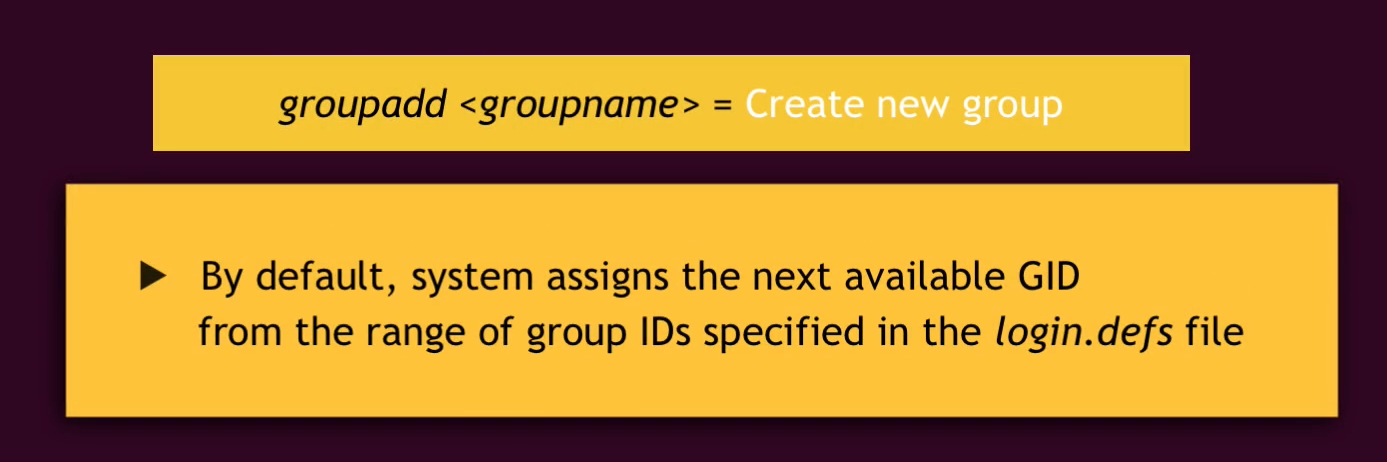 groupadd <groupname> = Create new group
By default, system assigns the next available GID
from the range of group IDs specified in the login.defs file